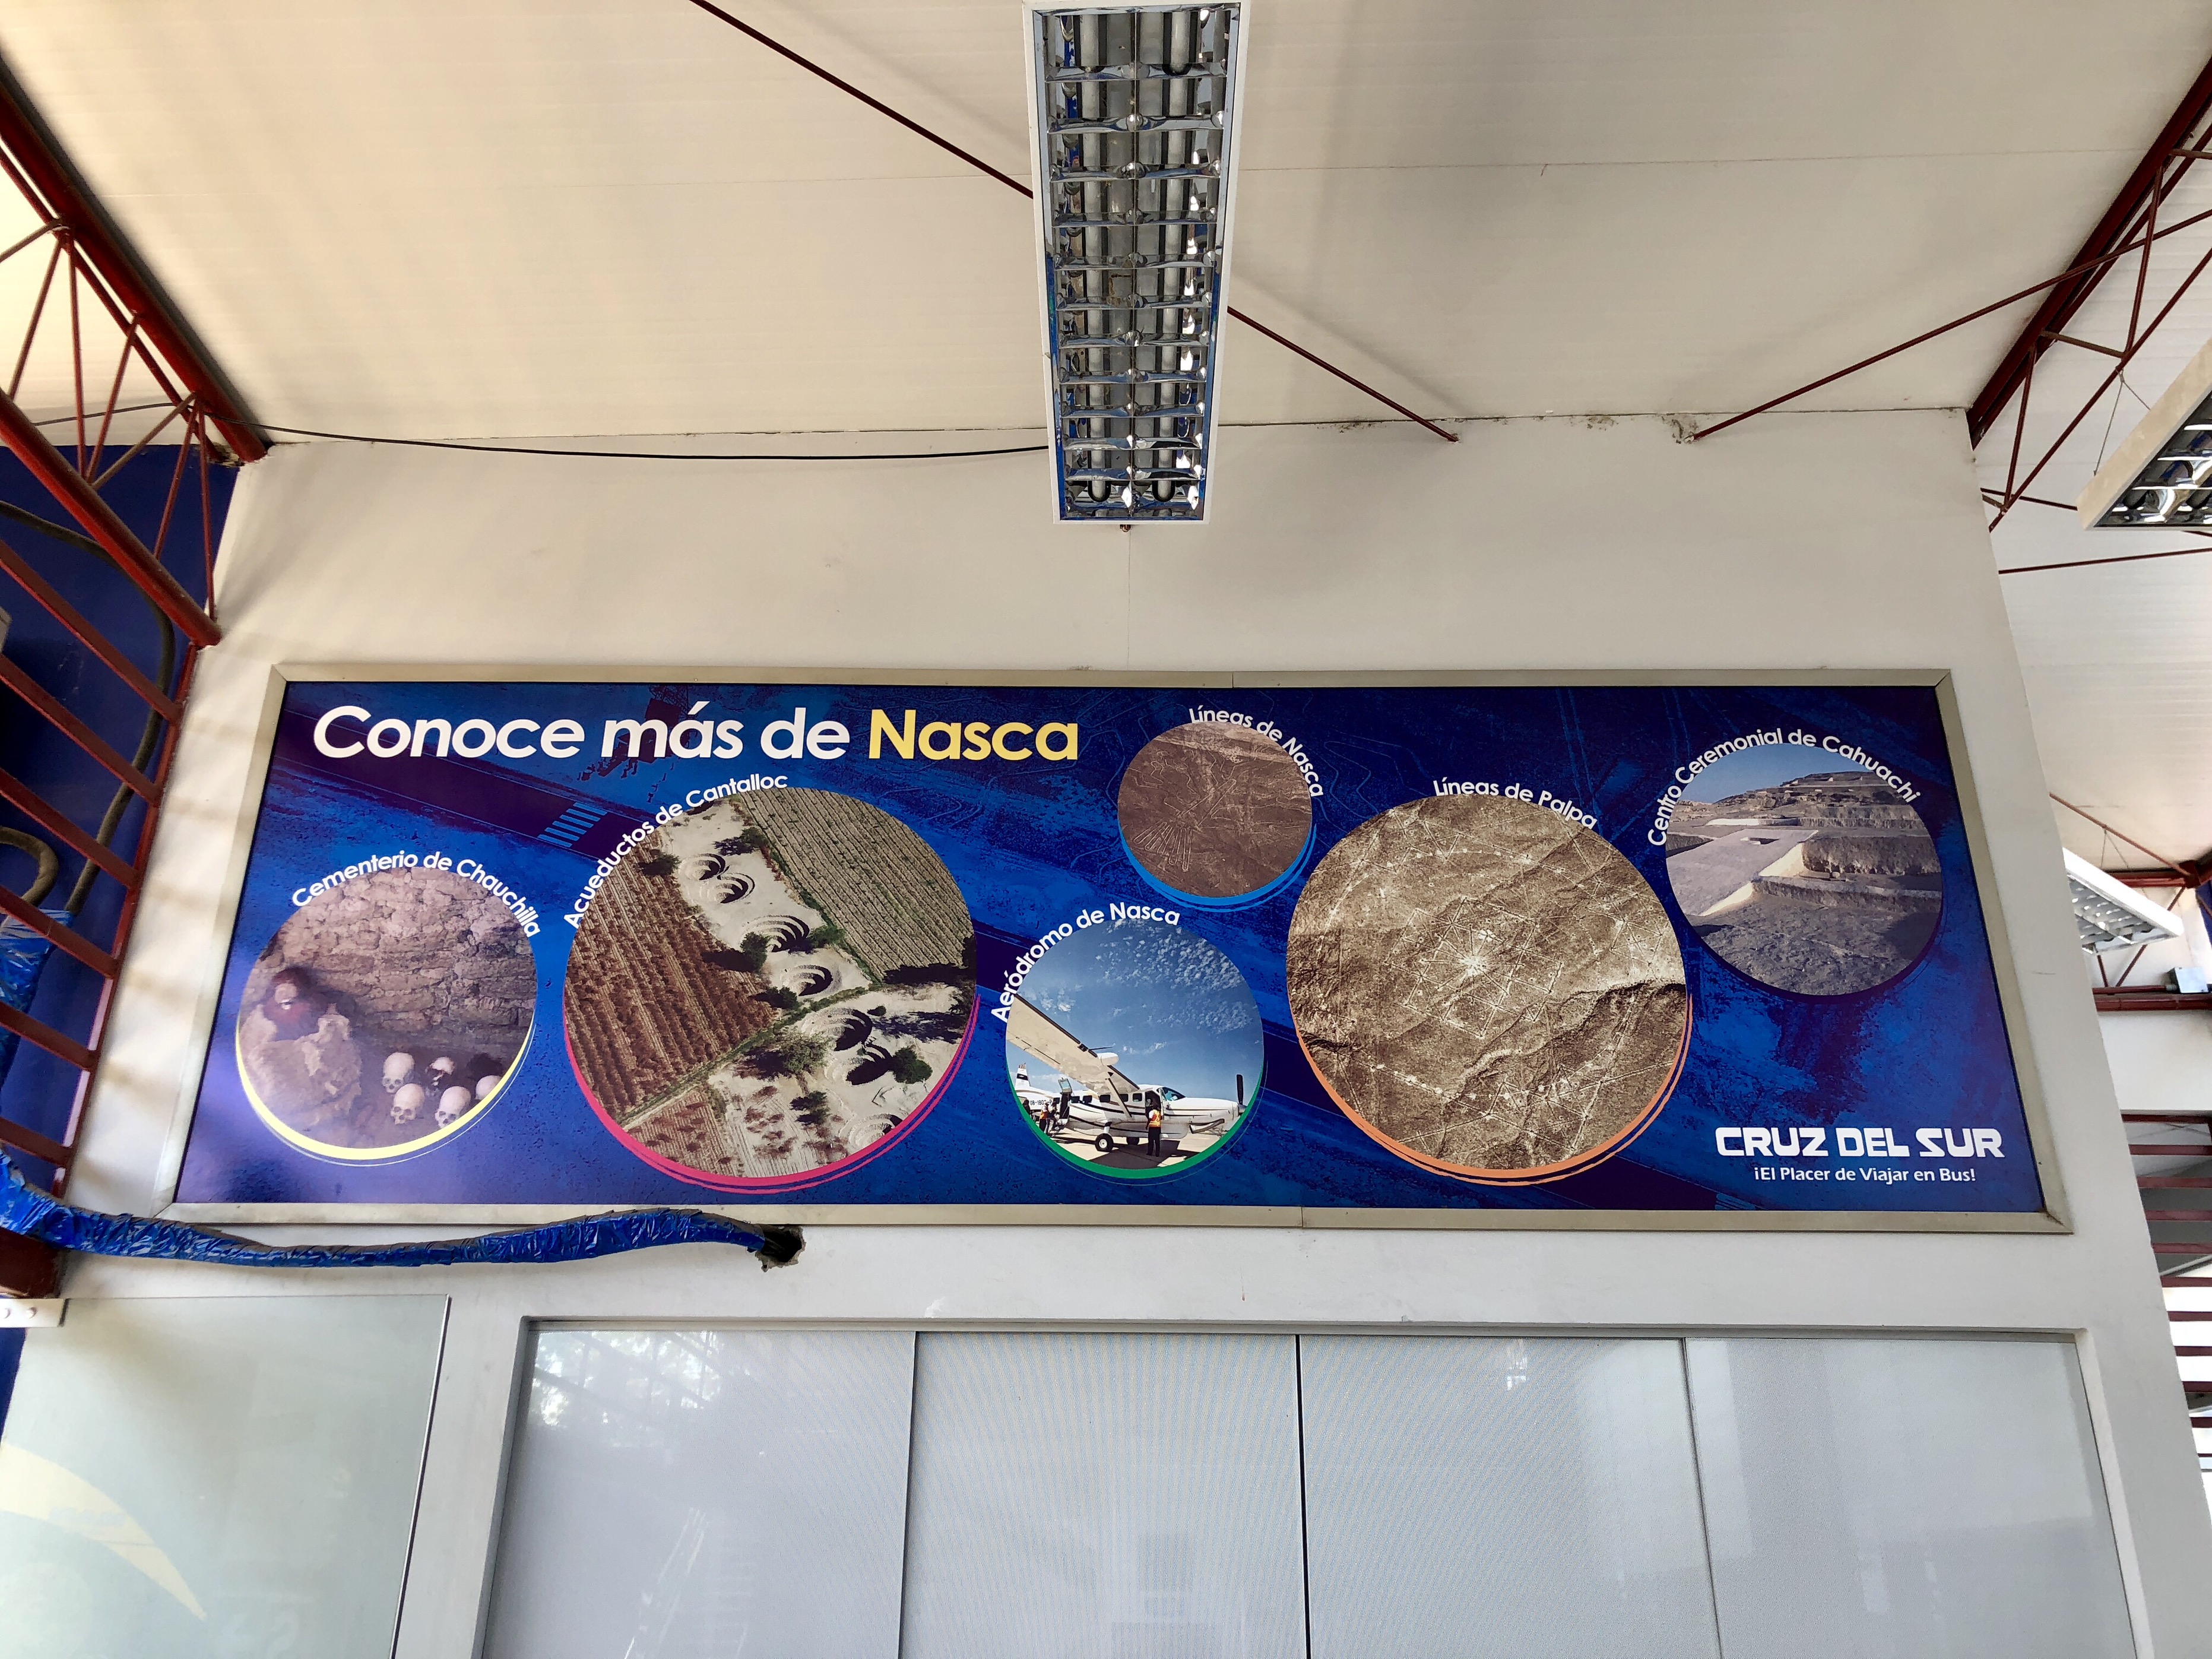 Conoce más de Nasca
Cementerio de Chauchilla
Acueductos de Cantalloc
Aeródromo de Nasca
Líneas de Nasca
Líneas de Palpa
Centro Ceremonial de Cahuachi
CRUZ DEL SUR
¡El Placer de Viajar en Bus!